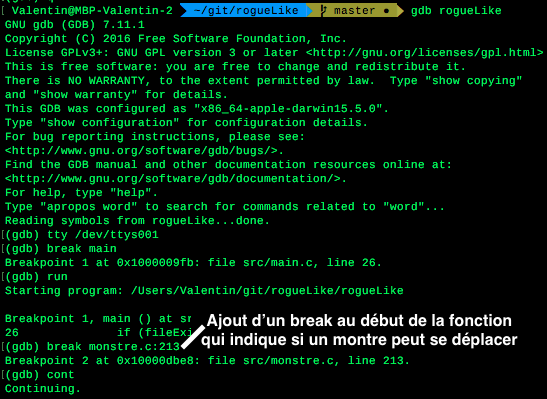 Valentin@MBP-Valentin-2 ~/git/rogueLike master ● gdb rogueLike
GNU gdb (GDB) 7.11.1
Copyright (C) 2016 Free Software Foundation, Inc.
License GPLv3+: GNU GPL version 3 or later <http://gnu.org/licenses/gpl.html>
This is free software: you are free to change and redistribute it.
There is NO WARRANTY, to the extent permitted by law.  Type "show copying"
and "show warranty" for details.
This GDB was configured as "x86_64-apple-darwin15.5.0".
Type "show configuration" for configuration details.
For bug reporting instructions, please see:
<http://www.gnu.org/software/gdb/bugs/>.
Find the GDB manual and other documentation resources online at:
<http://www.gnu.org/software/gdb/documentation/>.
For help, type "help".
Type "apropos word" to search for commands related to "word"...
Reading symbols from rogueLike...done.
(gdb) tty /dev/ttys001
(gdb) break main
Breakpoint 1 at 0x1000009fb: file src/main.c, line 26.
(gdb) run
Starting program: /Users/Valentin/git/rogueLike/rogueLike
Breakpoint 1, main () at sr
26 if (fileExi
Ajout d'un break au début de la fonction
qui indique si un montre peut se déplacer
(gdb) break monstre.c:213
Breakpoint 2 at 0x10000dbe8: file src/monstre.c, line 213.
(gdb) cont
Continuing.